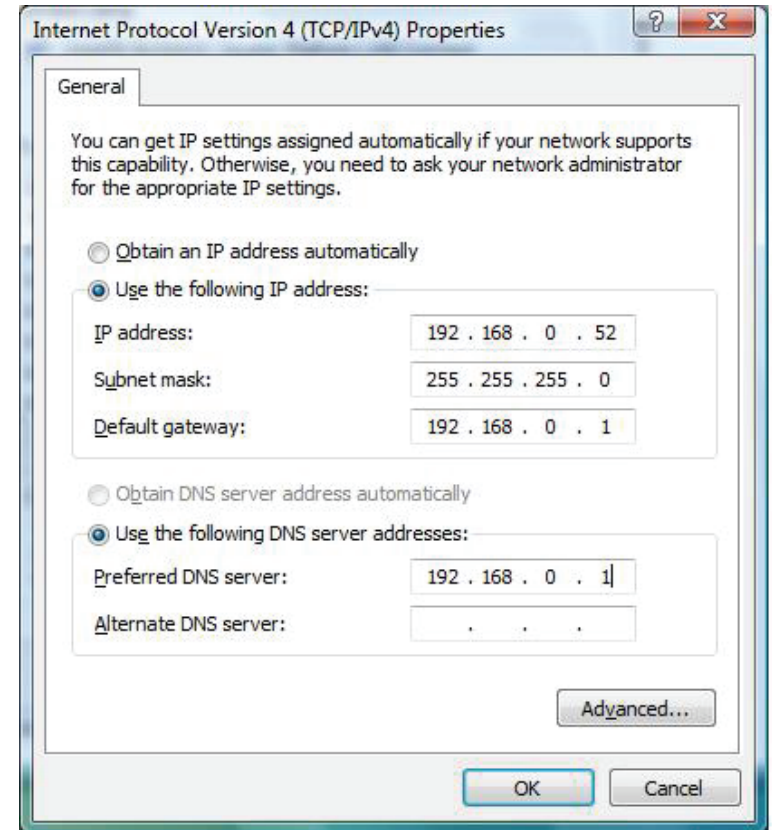 Internet Protocol Version 4 (TCP/IPv4) Properties
?
X
General
You can get IP settings assigned automatically if your network supports
this capability. Otherwise, you need to ask your network administrator
for the appropriate IP settings.
Obtain an IP address automatically
Use the following IP address:
IP address: 192 . 168 . 0 . 52
Subnet mask: 255 . 255 . 255 . 0
Default gateway: 192 . 168 . 0 . 1
Obtain DNS server address automatically
Use the following DNS server addresses:
Preferred DNS server: 192 . 168 . 0 . 1
Alternate DNS server: . . .
Advanced...
OK Cancel